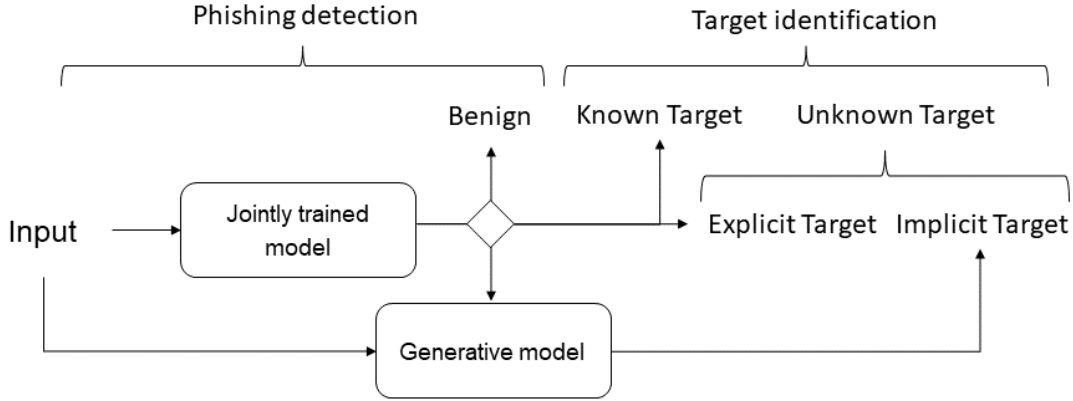 Phishing detection
Target identification
Benign
Known Target
Unknown Target
Input
Jointly trained
model
Explicit Target
Implicit Target
Generative model